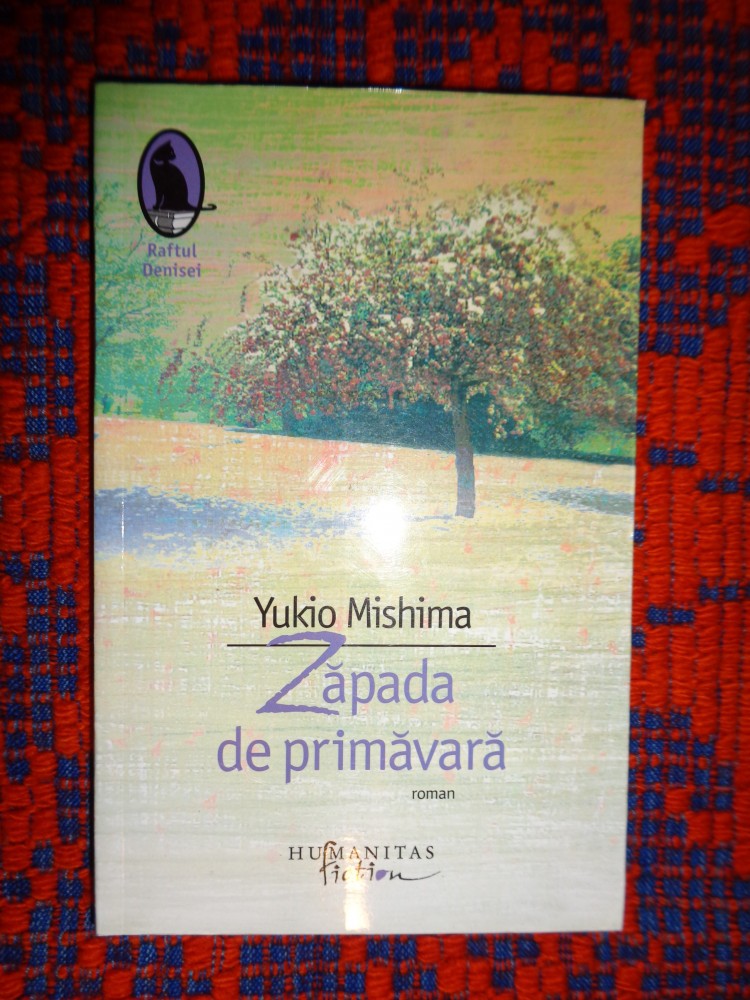 Raftul
Denisei
Yukio Mishima
Zăpada
de primăvară
roman
HUMANITAS
fiction